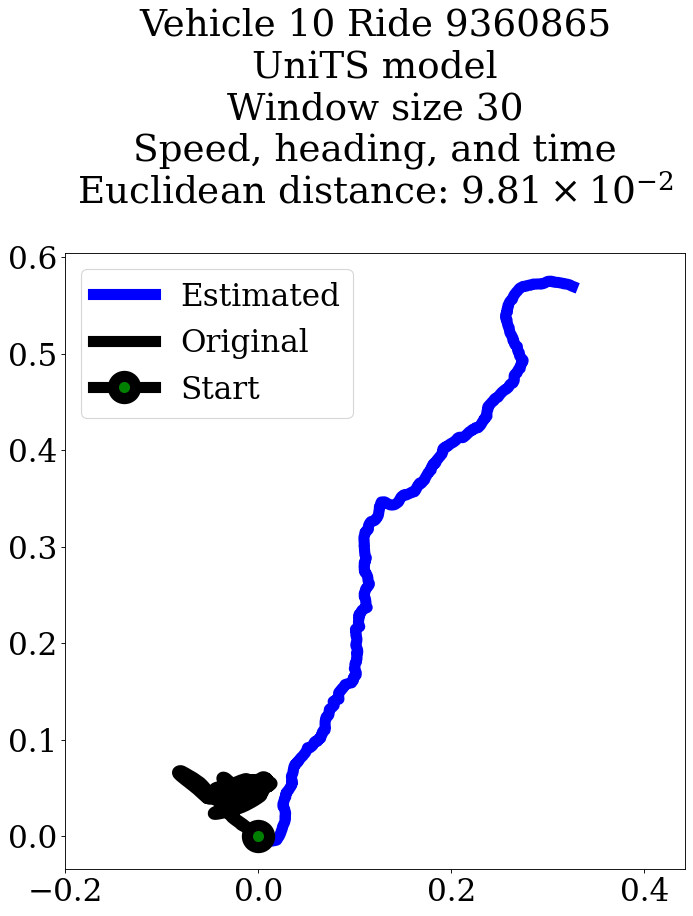 Vehicle 10 Ride 9360865
UniTS model
Window size 30
Speed, heading, and time
Euclidean distance: 9.81 × 10⁻²
Estimated
Original
Start
0.6
0.5
0.4
0.3
0.2
0.1
0.0
−0.2 0.0 0.2 0.4